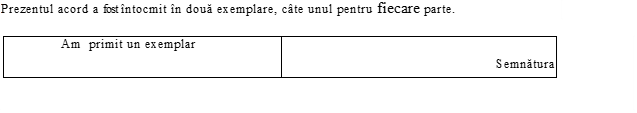 Prezentul acord a fost întocmit în două exemplare, câte unul pentru fiecare parte.
Am primit un exemplar
Semnătura